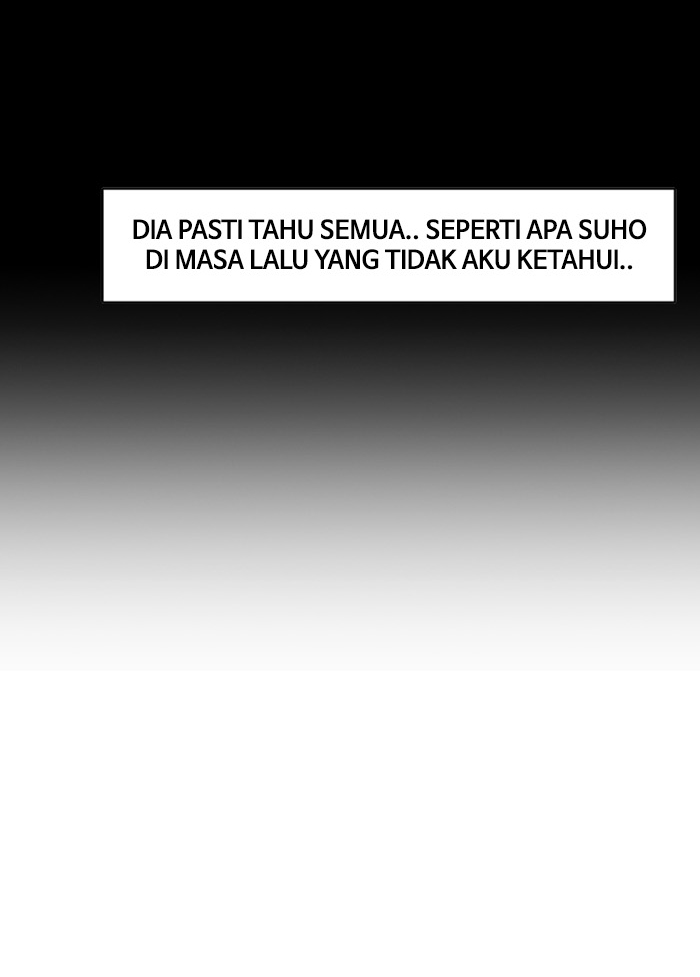 DIA PASTI TAHU SEMUA.. SEPERTI APA SUHO
DI MASA LALU YANG TIDAK AKU KETAHUI..